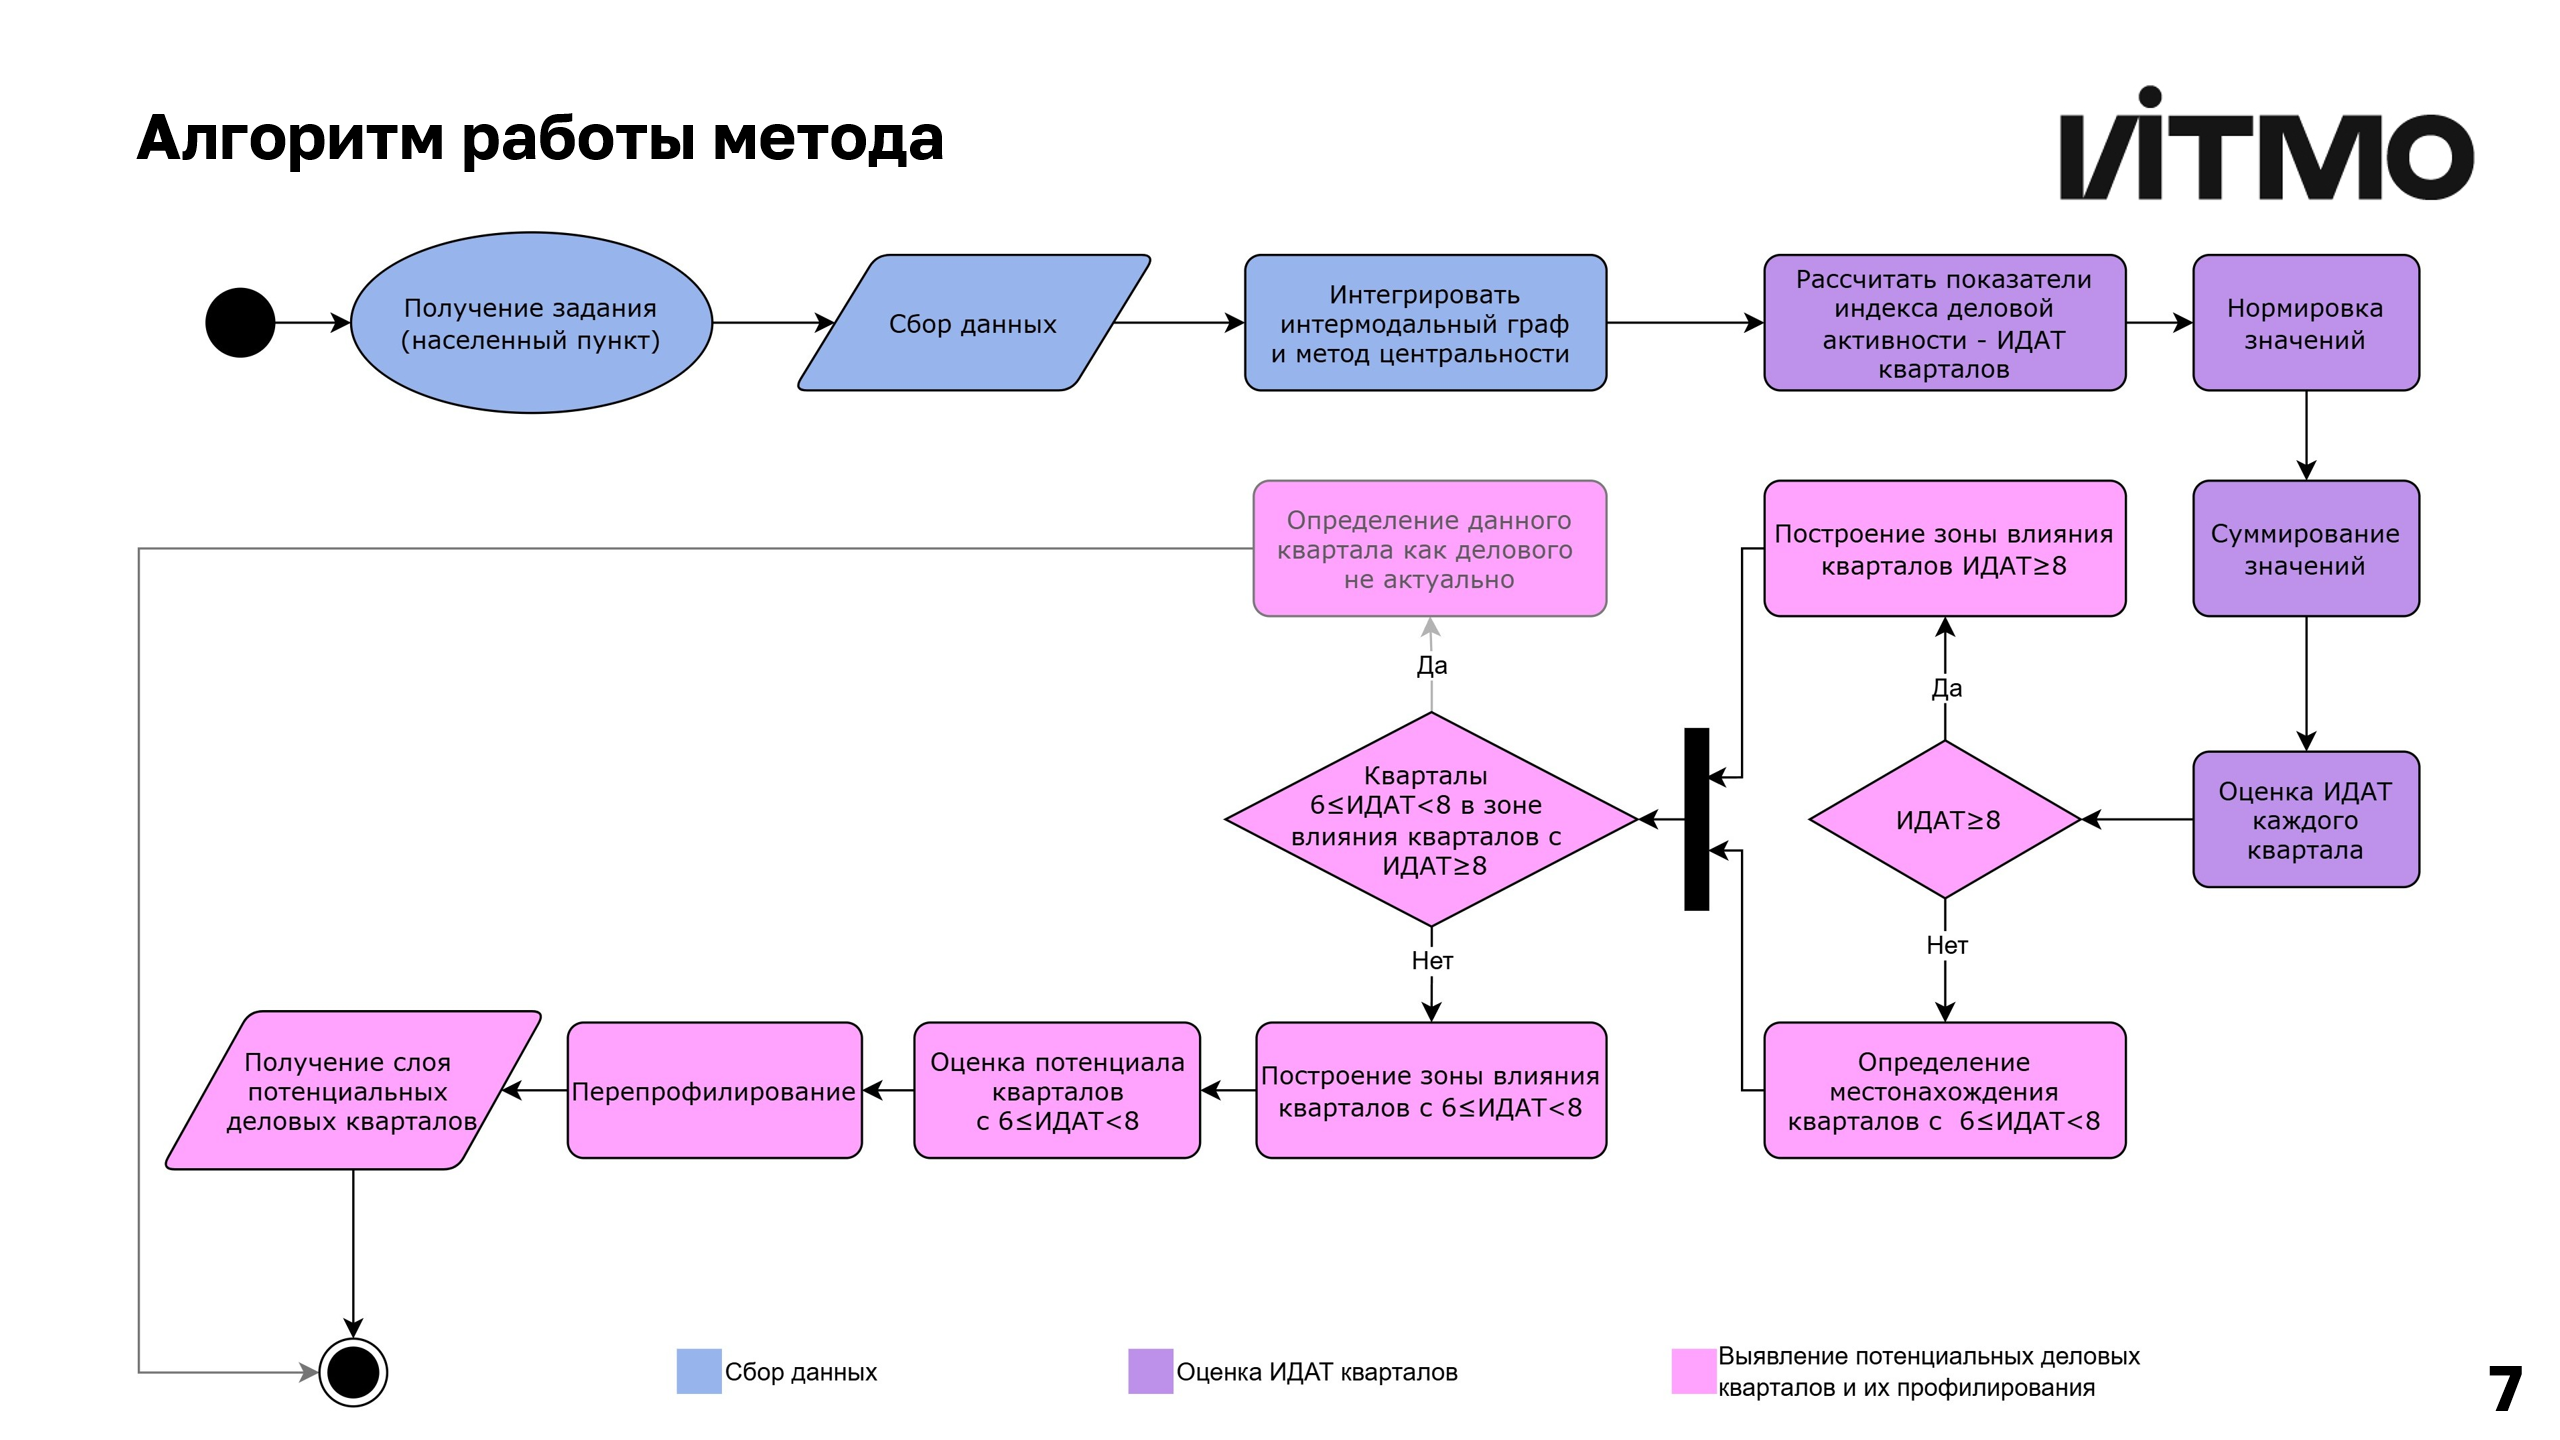 Алгоритм работы метода
ИТМО
Получение задания
(населенный пункт)
Сбор данных
Интегрировать
интермодальный граф
и метод центральности
Рассчитать показатели
индекса деловой
активности - ИДАТ
кварталов
Нормировка
значений
Определение данного
квартала как делового
не актуально
Построение зоны влияния
кварталов ИДАТ≥8
Суммирование
значений
Да
Да
Кварталы
6≤ИДАТ<8 в зоне
влияния кварталов с
ИДАТ≥8
ИДАТ≥8
Оценка ИДАТ
каждого
квартала
Нет
Нет
Получение слоя
потенциальных
деловых кварталов
Перепрофилирование
Оценка потенциала
кварталов
с 6≤ИДАТ<8
Построение зоны влияния
кварталов с 6≤ИДАТ<8
Определение
местонахождения
кварталов с  6≤ИДАТ<8
Сбор данных
Оценка ИДАТ кварталов
Выявление потенциальных деловых
кварталов и их профилирования
7